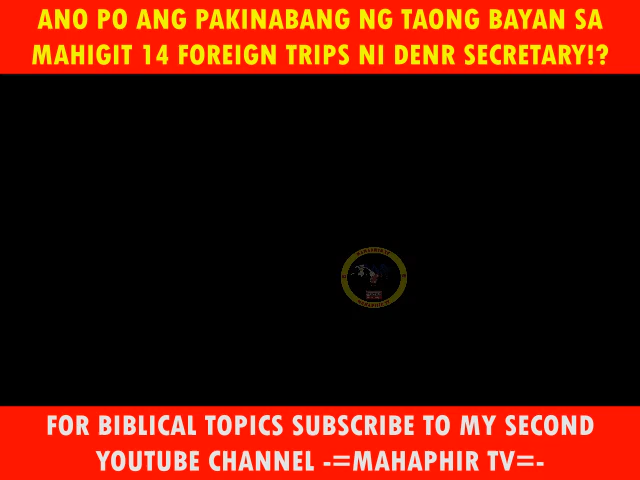 ANO PO ANG PAKINABANG NG TAONG BAYAN SA
MAHIGIT 14 FOREIGN TRIPS NI DENR SECRETARY!?
FOR BIBLICAL TOPICS SUBSCRIBE TO MY SECOND
YOUTUBE CHANNEL -=MAHAPHIR TV=-